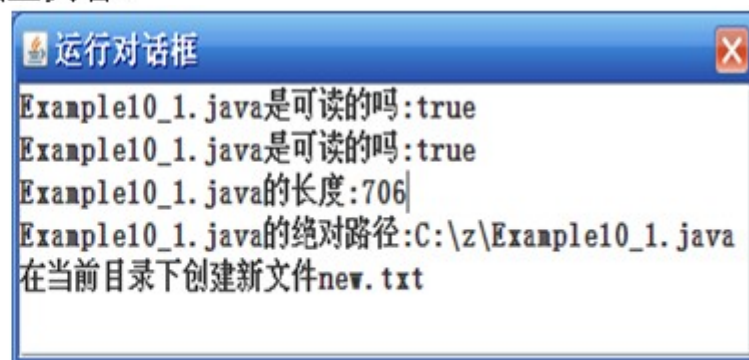 运行对话框
Example10_1.java是可读的吗:true
Example10_1.java是可读的吗:true
Example10_1.java的长度:706
Example10_1.java的绝对路径:C:\z\Example10_1.java
在当前目录下创建新文件new.txt